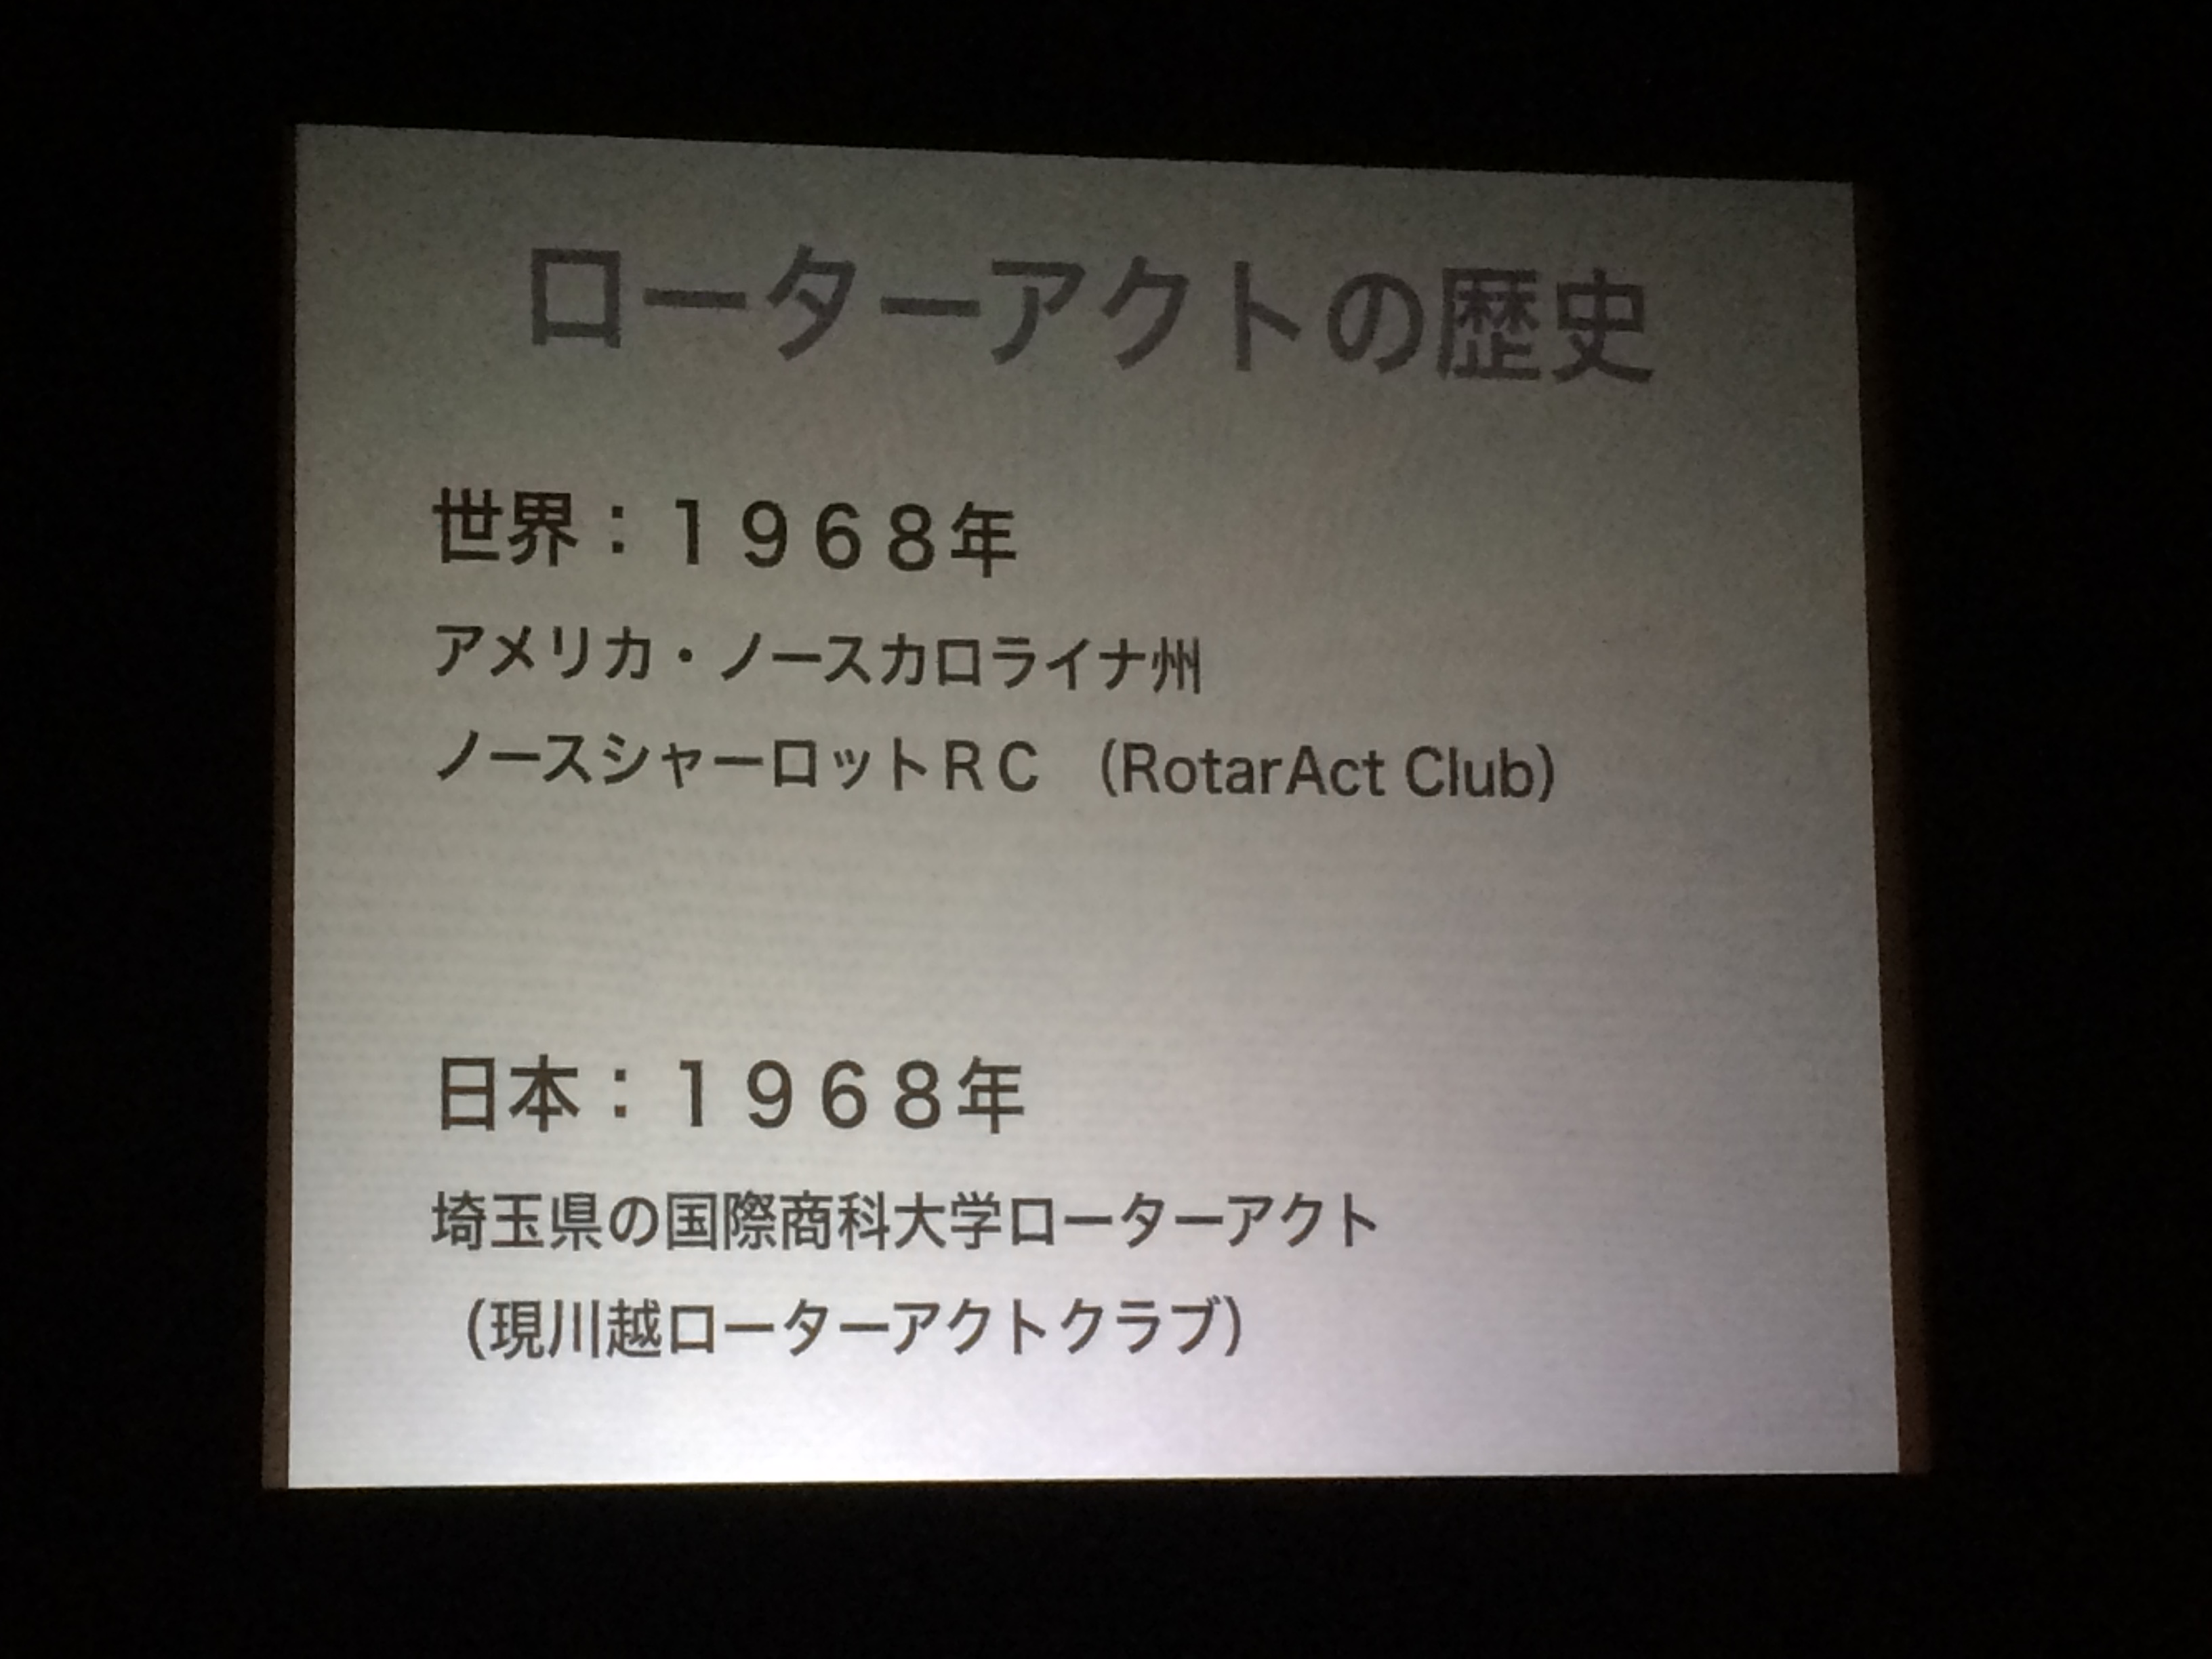 ローターアクトの歴史
世界：１９６８年
アメリカ・ノースカロライナ州
ノースシャーロットＲＣ （RotarAct Club）
日本：１９６８年
埼玉県の国際商科大学ローターアクト
（現川越ローターアクトクラブ）